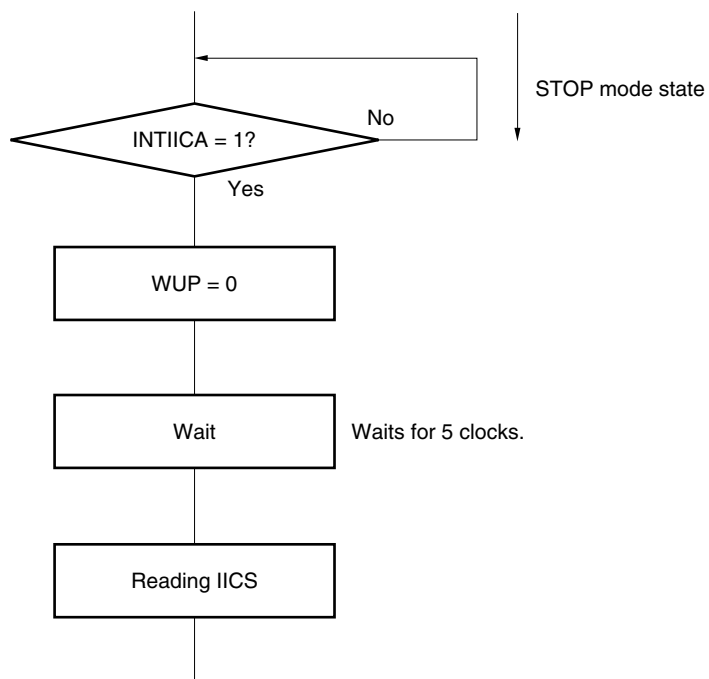 STOP mode state
No
INTIICA = 1?
Yes
WUP = 0
Wait
Waits for 5 clocks.
Reading IICS